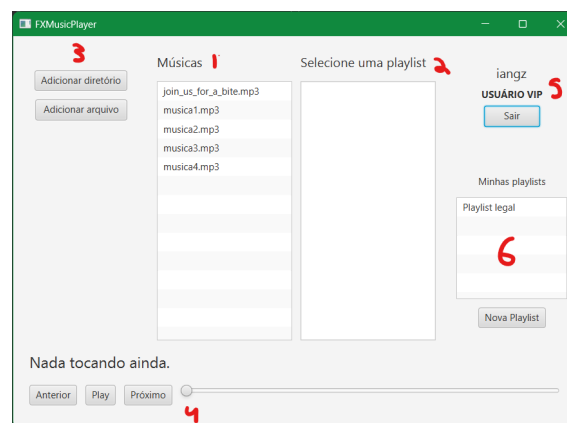 FXMusicPlayer
3
Adicionar diretório
Adicionar arquivo
Músicas 1
join_us_for_a_bite.mp3
musica1.mp3
musica2.mp3
musica3.mp3
musica4.mp3
Selecione uma playlist 2
iangz
USUÁRIO VIP 5
Sair
Minhas playlists
Playlist legal
6
Nova Playlist
Nada tocando ainda.
Anterior Play Próximo
4